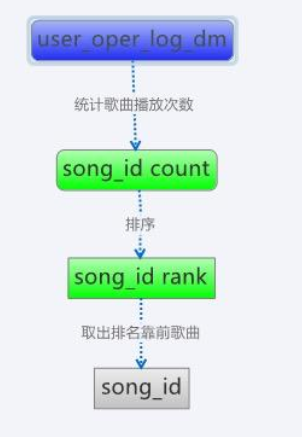 user_oper_log_dm
统计歌曲播放次数
song_id count
排序
song_id rank
取出排名靠前歌曲
song_id